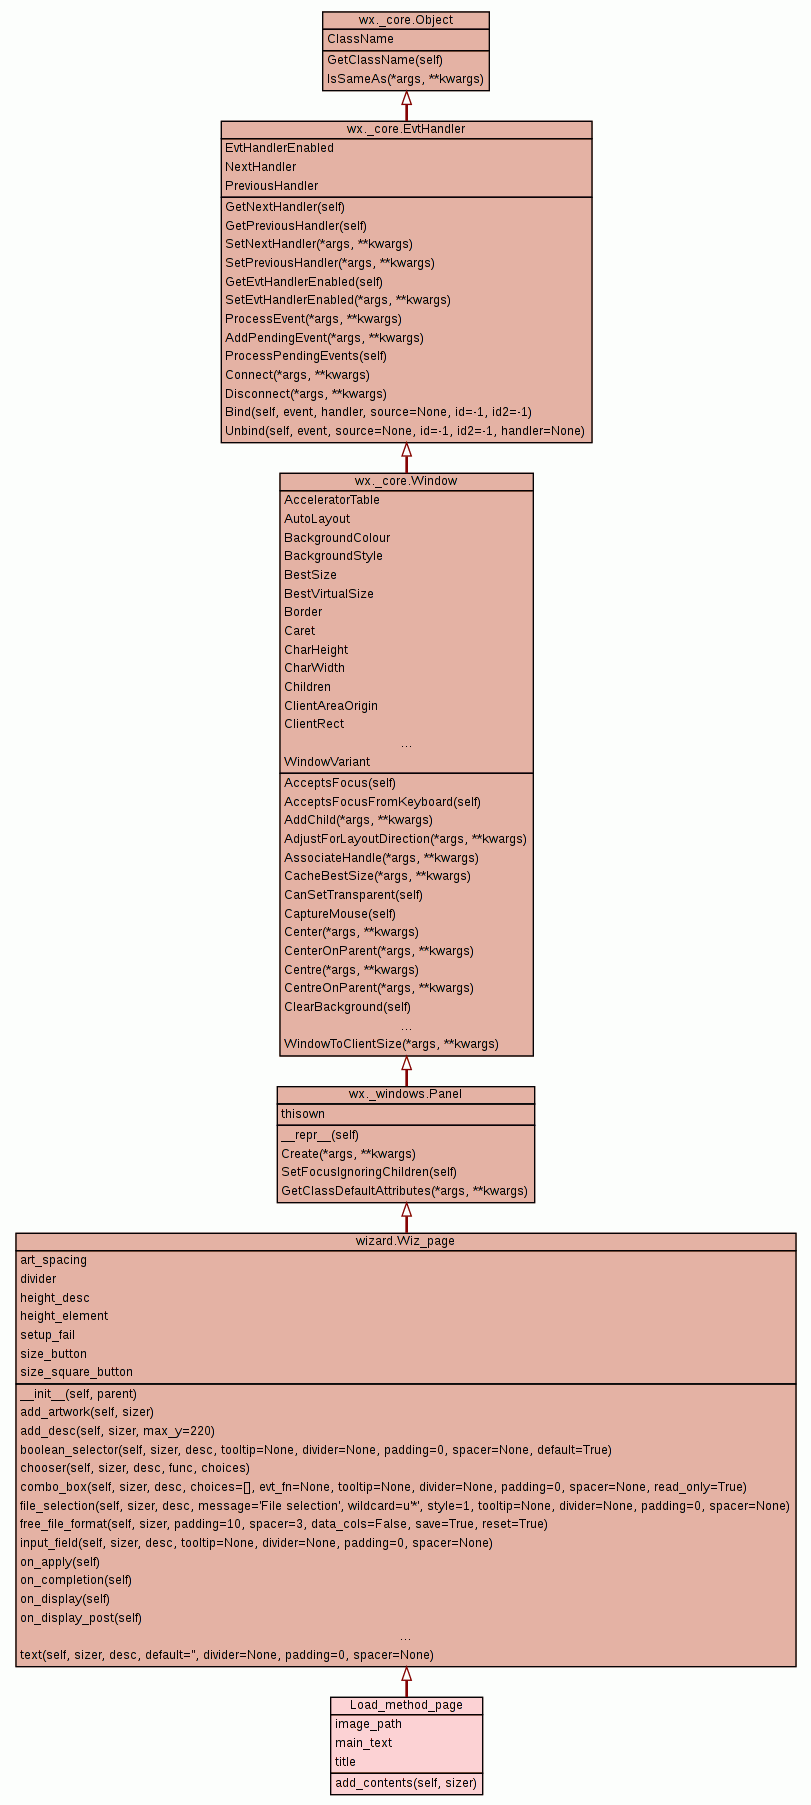 wx._core.Object
ClassName
GetClassName(self)
IsSameAs(*args, **kwargs)
wx._core.EvtHandler
EvtHandlerEnabled
NextHandler
PreviousHandler
GetNextHandler(self)
GetPreviousHandler(self)
SetNextHandler(*args, **kwargs)
SetPreviousHandler(*args, **kwargs)
GetEvtHandlerEnabled(self)
SetEvtHandlerEnabled(*args, **kwargs)
ProcessEvent(*args, **kwargs)
AddPendingEvent(*args, **kwargs)
ProcessPendingEvents(self)
Connect(*args, **kwargs)
Disconnect(*args, **kwargs)
Bind(self, event, handler, source=None, id=-1, id2=-1)
Unbind(self, event, source=None, id=-1, id2=-1, handler=None)
wx._core.Window
AcceleratorTable
AutoLayout
BackgroundColour
BackgroundStyle
BestSize
BestVirtualSize
Border
Caret
CharHeight
CharWidth
Children
ClientAreaOrigin
ClientRect
...
WindowVariant
AcceptsFocus(self)
AcceptsFocusFromKeyboard(self)
AddChild(*args, **kwargs)
AdjustForLayoutDirection(*args, **kwargs)
AssociateHandle(*args, **kwargs)
CacheBestSize(*args, **kwargs)
CanSetTransparent(self)
CaptureMouse(self)
Center(*args, **kwargs)
CenterOnParent(*args, **kwargs)
Centre(*args, **kwargs)
CentreOnParent(*args, **kwargs)
ClearBackground(self)
...
WindowToClientSize(*args, **kwargs)
wx._windows.Panel
thisown
__repr__(self)
Create(*args, **kwargs)
SetFocusIgnoringChildren(self)
GetClassDefaultAttributes(*args, **kwargs)
wizard.Wiz_page
art_spacing
divider
height_desc
height_element
setup_fail
size_button
size_square_button
__init__(self, parent)
add_artwork(self, sizer)
add_desc(self, sizer, max_y=220)
boolean_selector(self, sizer, desc, tooltip=None, divider=None, padding=0, spacer=None, default=True)
chooser(self, sizer, desc, func, choices)
combo_box(self, sizer, desc, choices=[], evt_fn=None, tooltip=None, divider=None, padding=0, spacer=None, read_only=True)
file_selection(self, sizer, desc, message='File selection', wildcard=u'*', style=1, tooltip=None, divider=None, padding=0, spacer=None)
free_file_format(self, sizer, padding=10, spacer=3, data_cols=False, save=True, reset=True)
input_field(self, sizer, desc, tooltip=None, divider=None, padding=0, spacer=None)
on_apply(self)
on_completion(self)
on_display(self)
on_display_post(self)
...
text(self, sizer, desc, default='', divider=None, padding=0, spacer=None)
Load_method_page
image_path
main_text
title
add_contents(self, sizer)